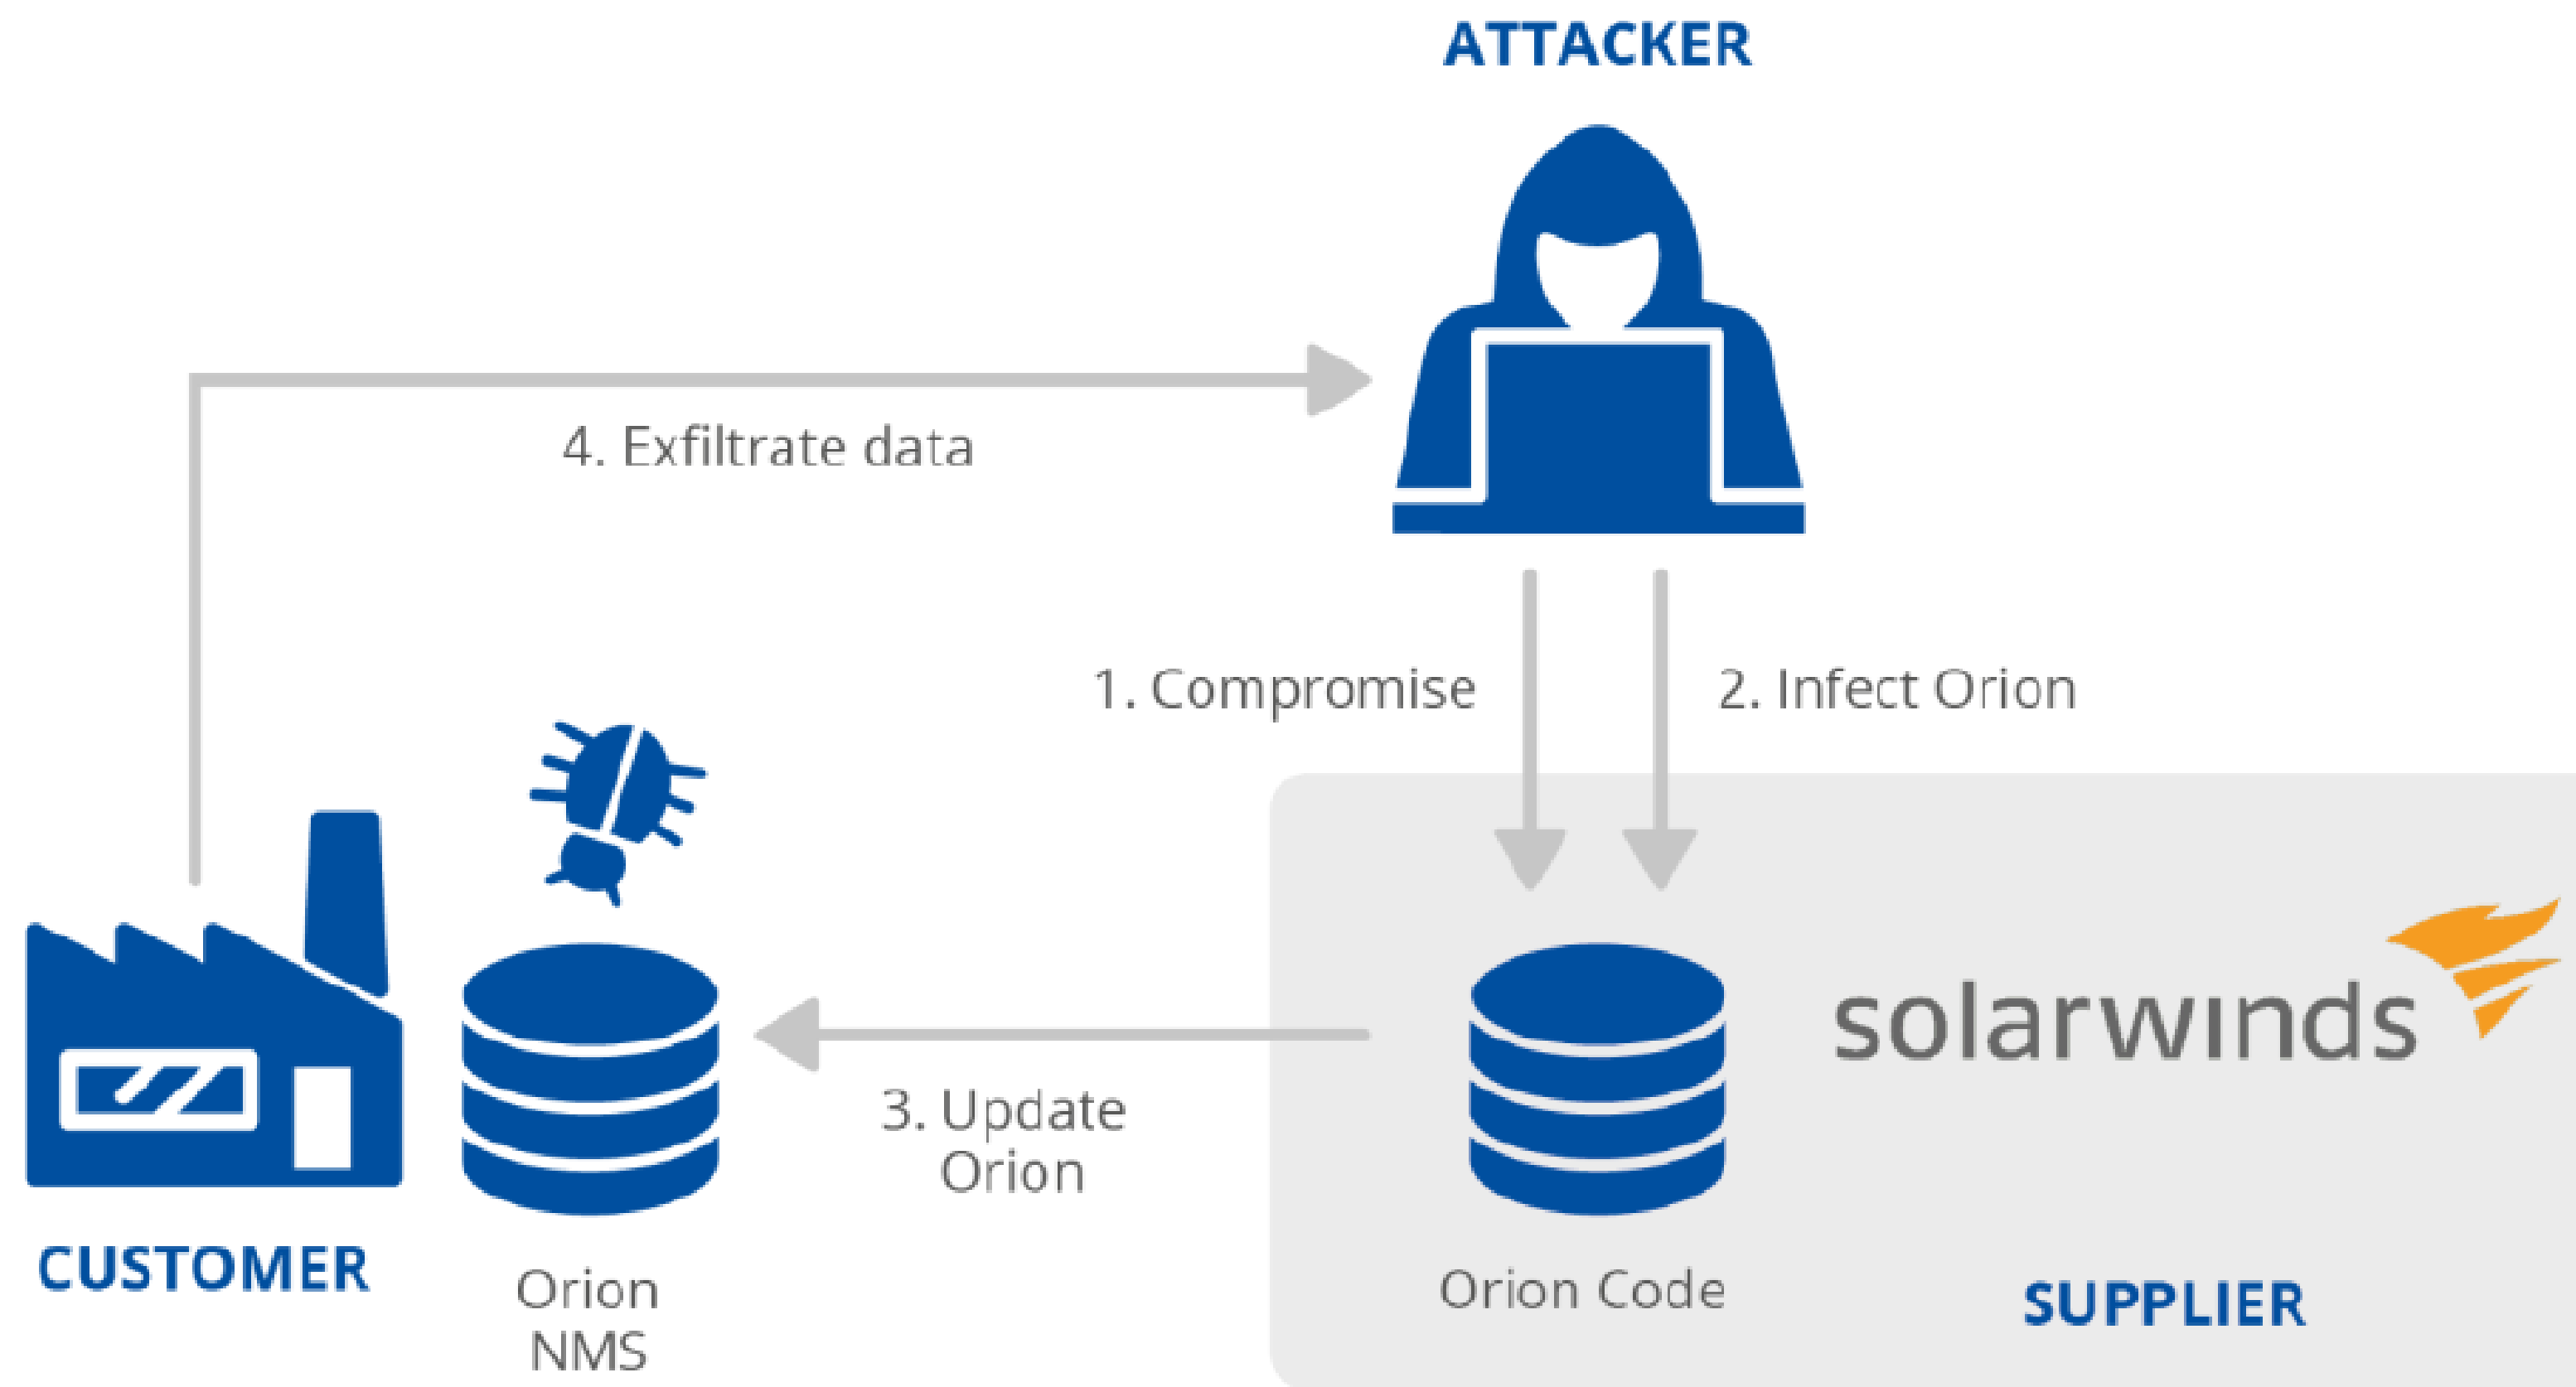 ATTACKER
4. Exfiltrate data
1. Compromise
2. Infect Orion
3. Update
Orion
solarwinds
CUSTOMER
Orion
NMS
Orion Code
SUPPLIER